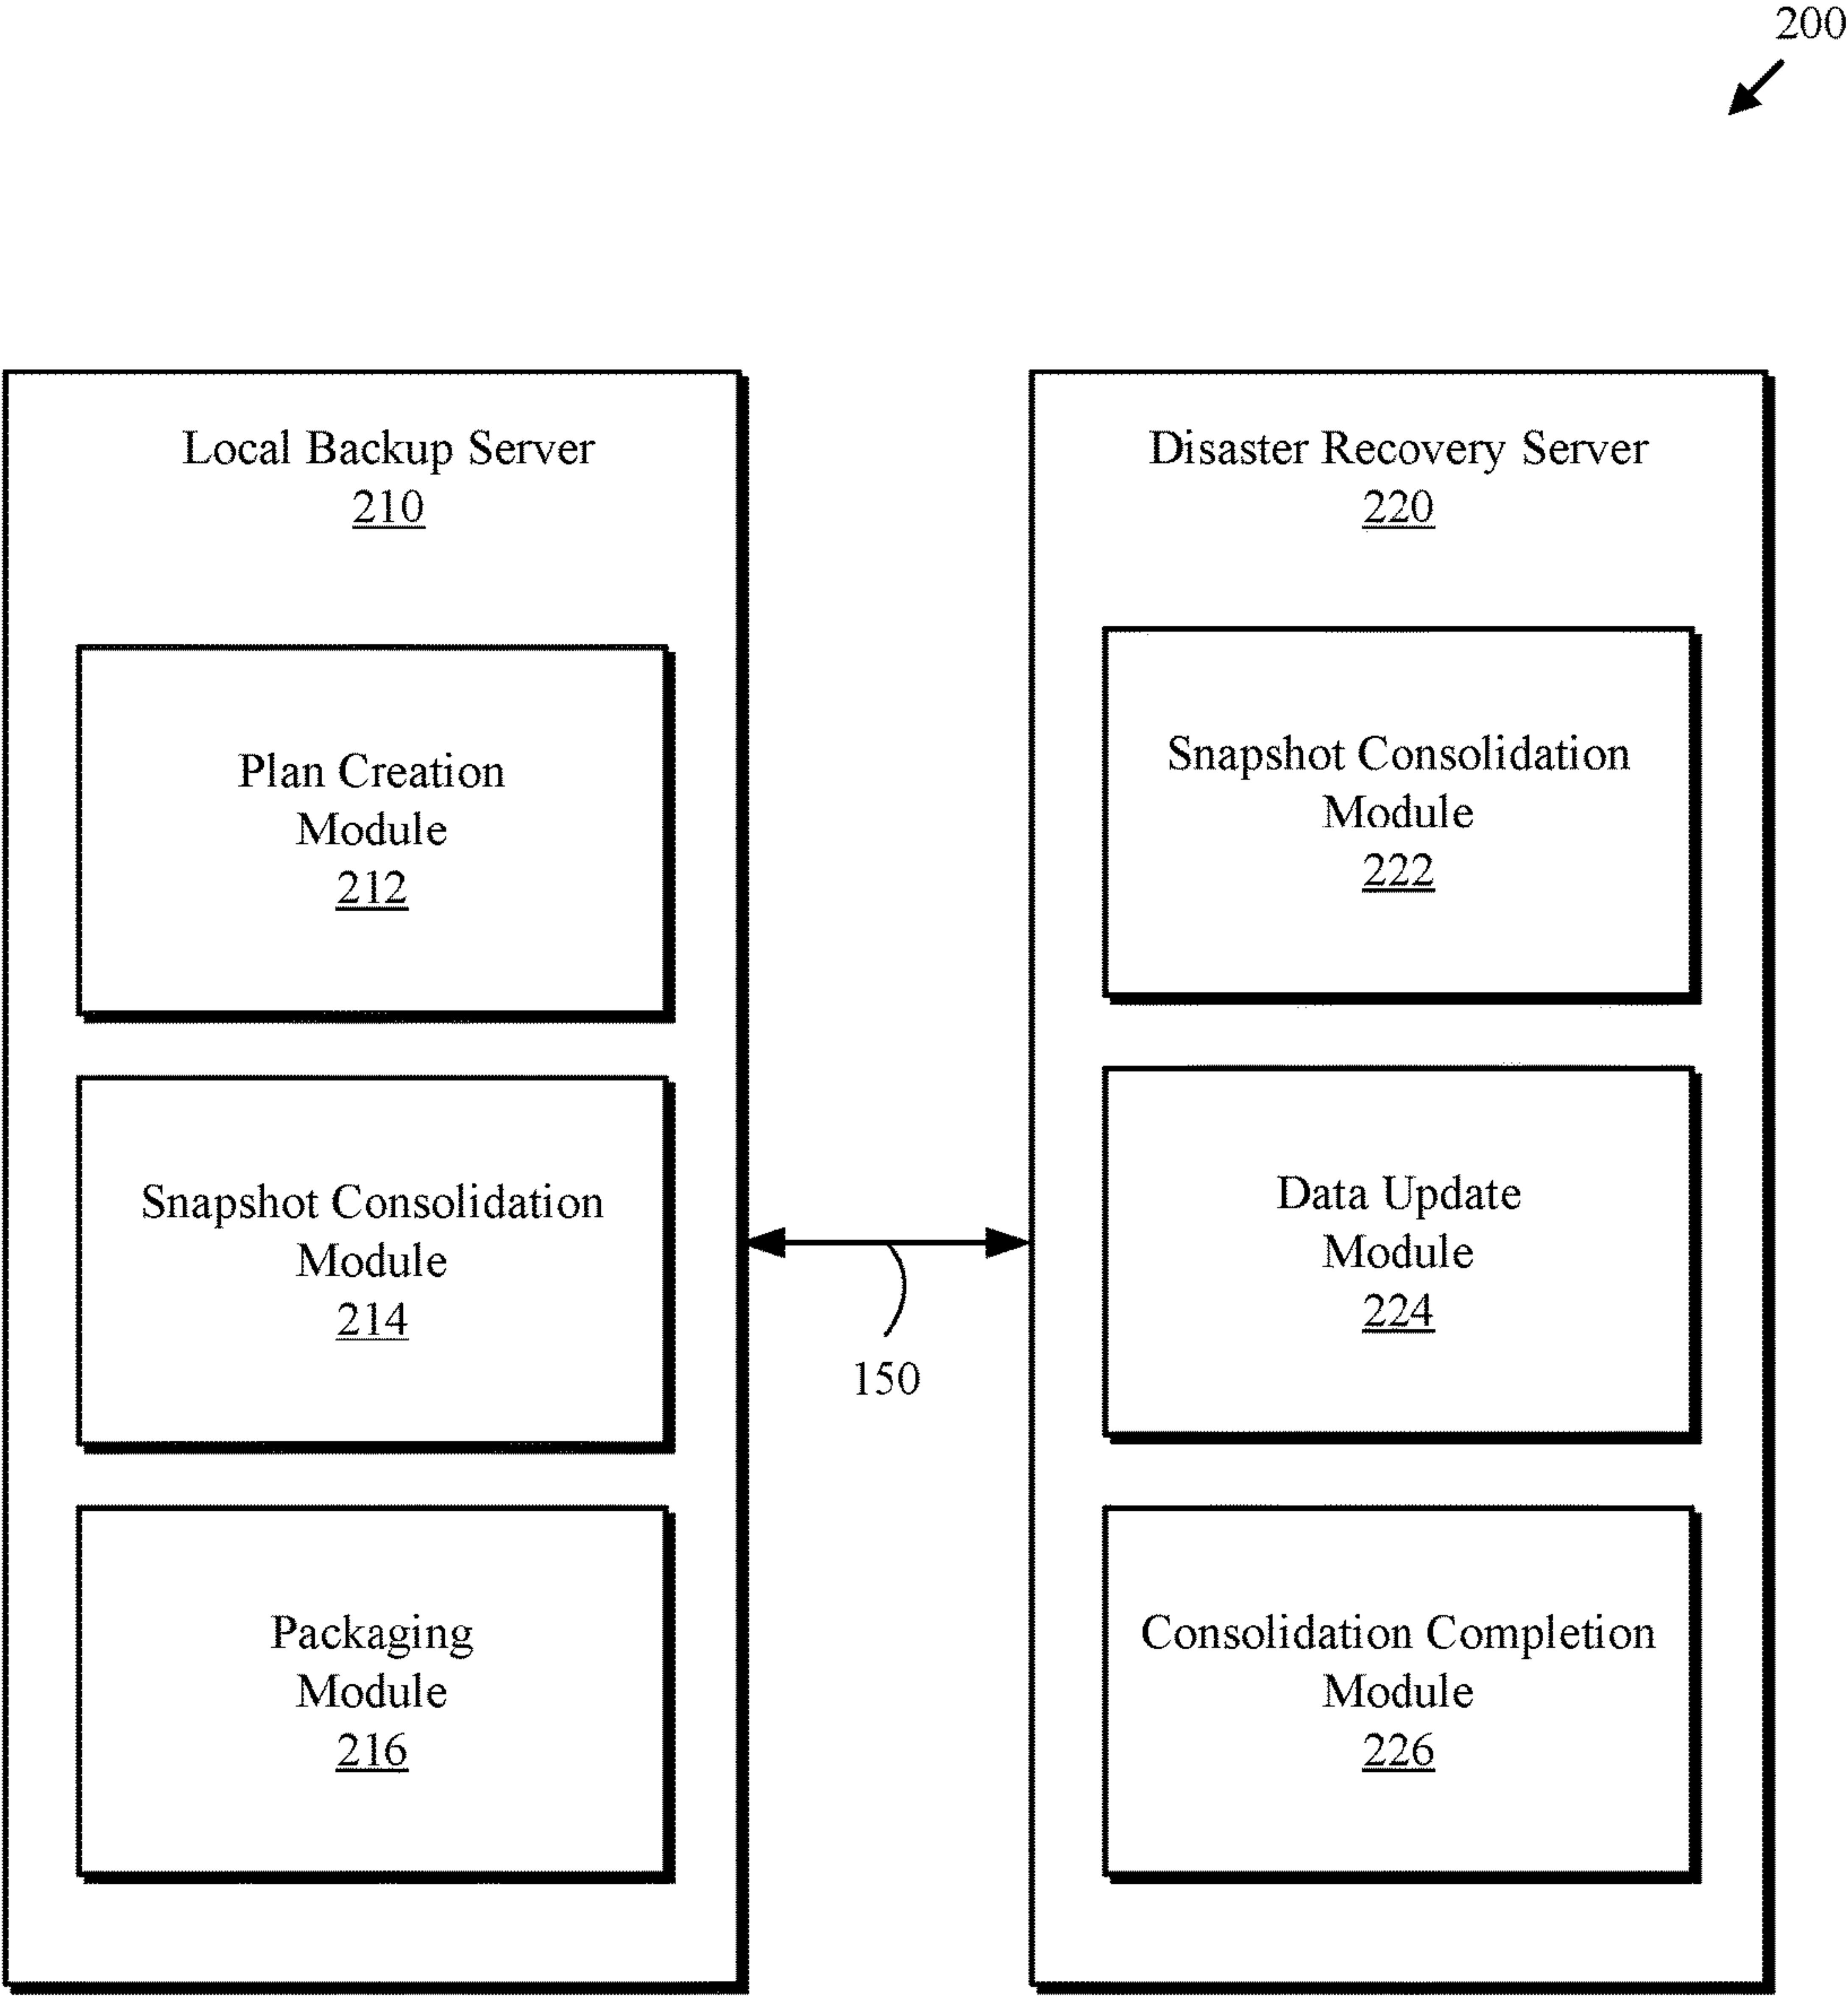 200
Local Backup Server
210
Plan Creation
Module
212
Snapshot Consolidation
Module
214
Packaging
Module
216
150
Disaster Recovery Server
220
Snapshot Consolidation
Module
222
Data Update
Module
224
Consolidation Completion
Module
226